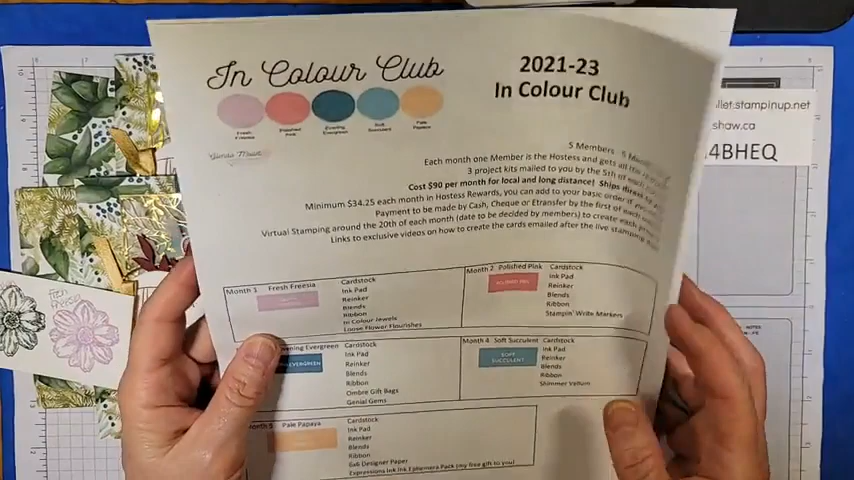 In Colour Club
2021-23
In Colour Club
Fresh Freesia
Polished Pink
Evening Evergreen
Soft Succulent
Pale Papaya
5 Members
Each month one Member is the Hostess and gets all
3 project kits mailed to you by the 5th of each
Cost $90 per month for local and long distance! Ships
Minimum $34.25 each month in Hostess Rewards, you can add to your basic order if
Payment to be made by Cash, Cheque or Etransfer by the first of each
Virtual Stamping around the 20th of each month (date to be decided by members) to create each
Links to exclusive videos on how to create the cards emailed after the live stamping
Month 1 Fresh Freesia
Cardstock
Ink Pad
Reinker
Blends
Ribbon
In Colour Jewels
Loose Flower Flourishes
Month 2 Polished Pink
Cardstock
Ink Pad
Reinker
Blends
Ribbon
Stampin' Write Markers
Evening Evergreen
Cardstock
Ink Pad
Reinker
Blends
Ribbon
Ombre Gift Bags
Genial Gems
Month 4 Soft Succulent
SOFT SUCCULENT
Cardstock
Ink Pad
Reinker
Blends
Ribbon
Shimmer Vellum
Pale Papaya
Cardstock
Ink Pad
Reinker
Blends
Ribbon
6x6 Designer Paper
Expressions Ink Ink Ephemera Pack (my free gift to you!)
allet.stampinup.net
shaw.ca
4BHEQ